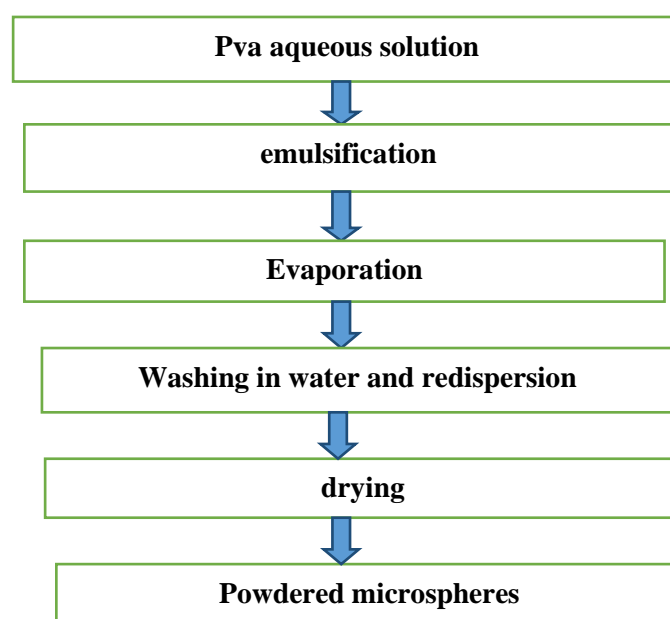 Pva aqueous solution
emulsification
Evaporation
Washing in water and redispersion
drying
Powdered microspheres